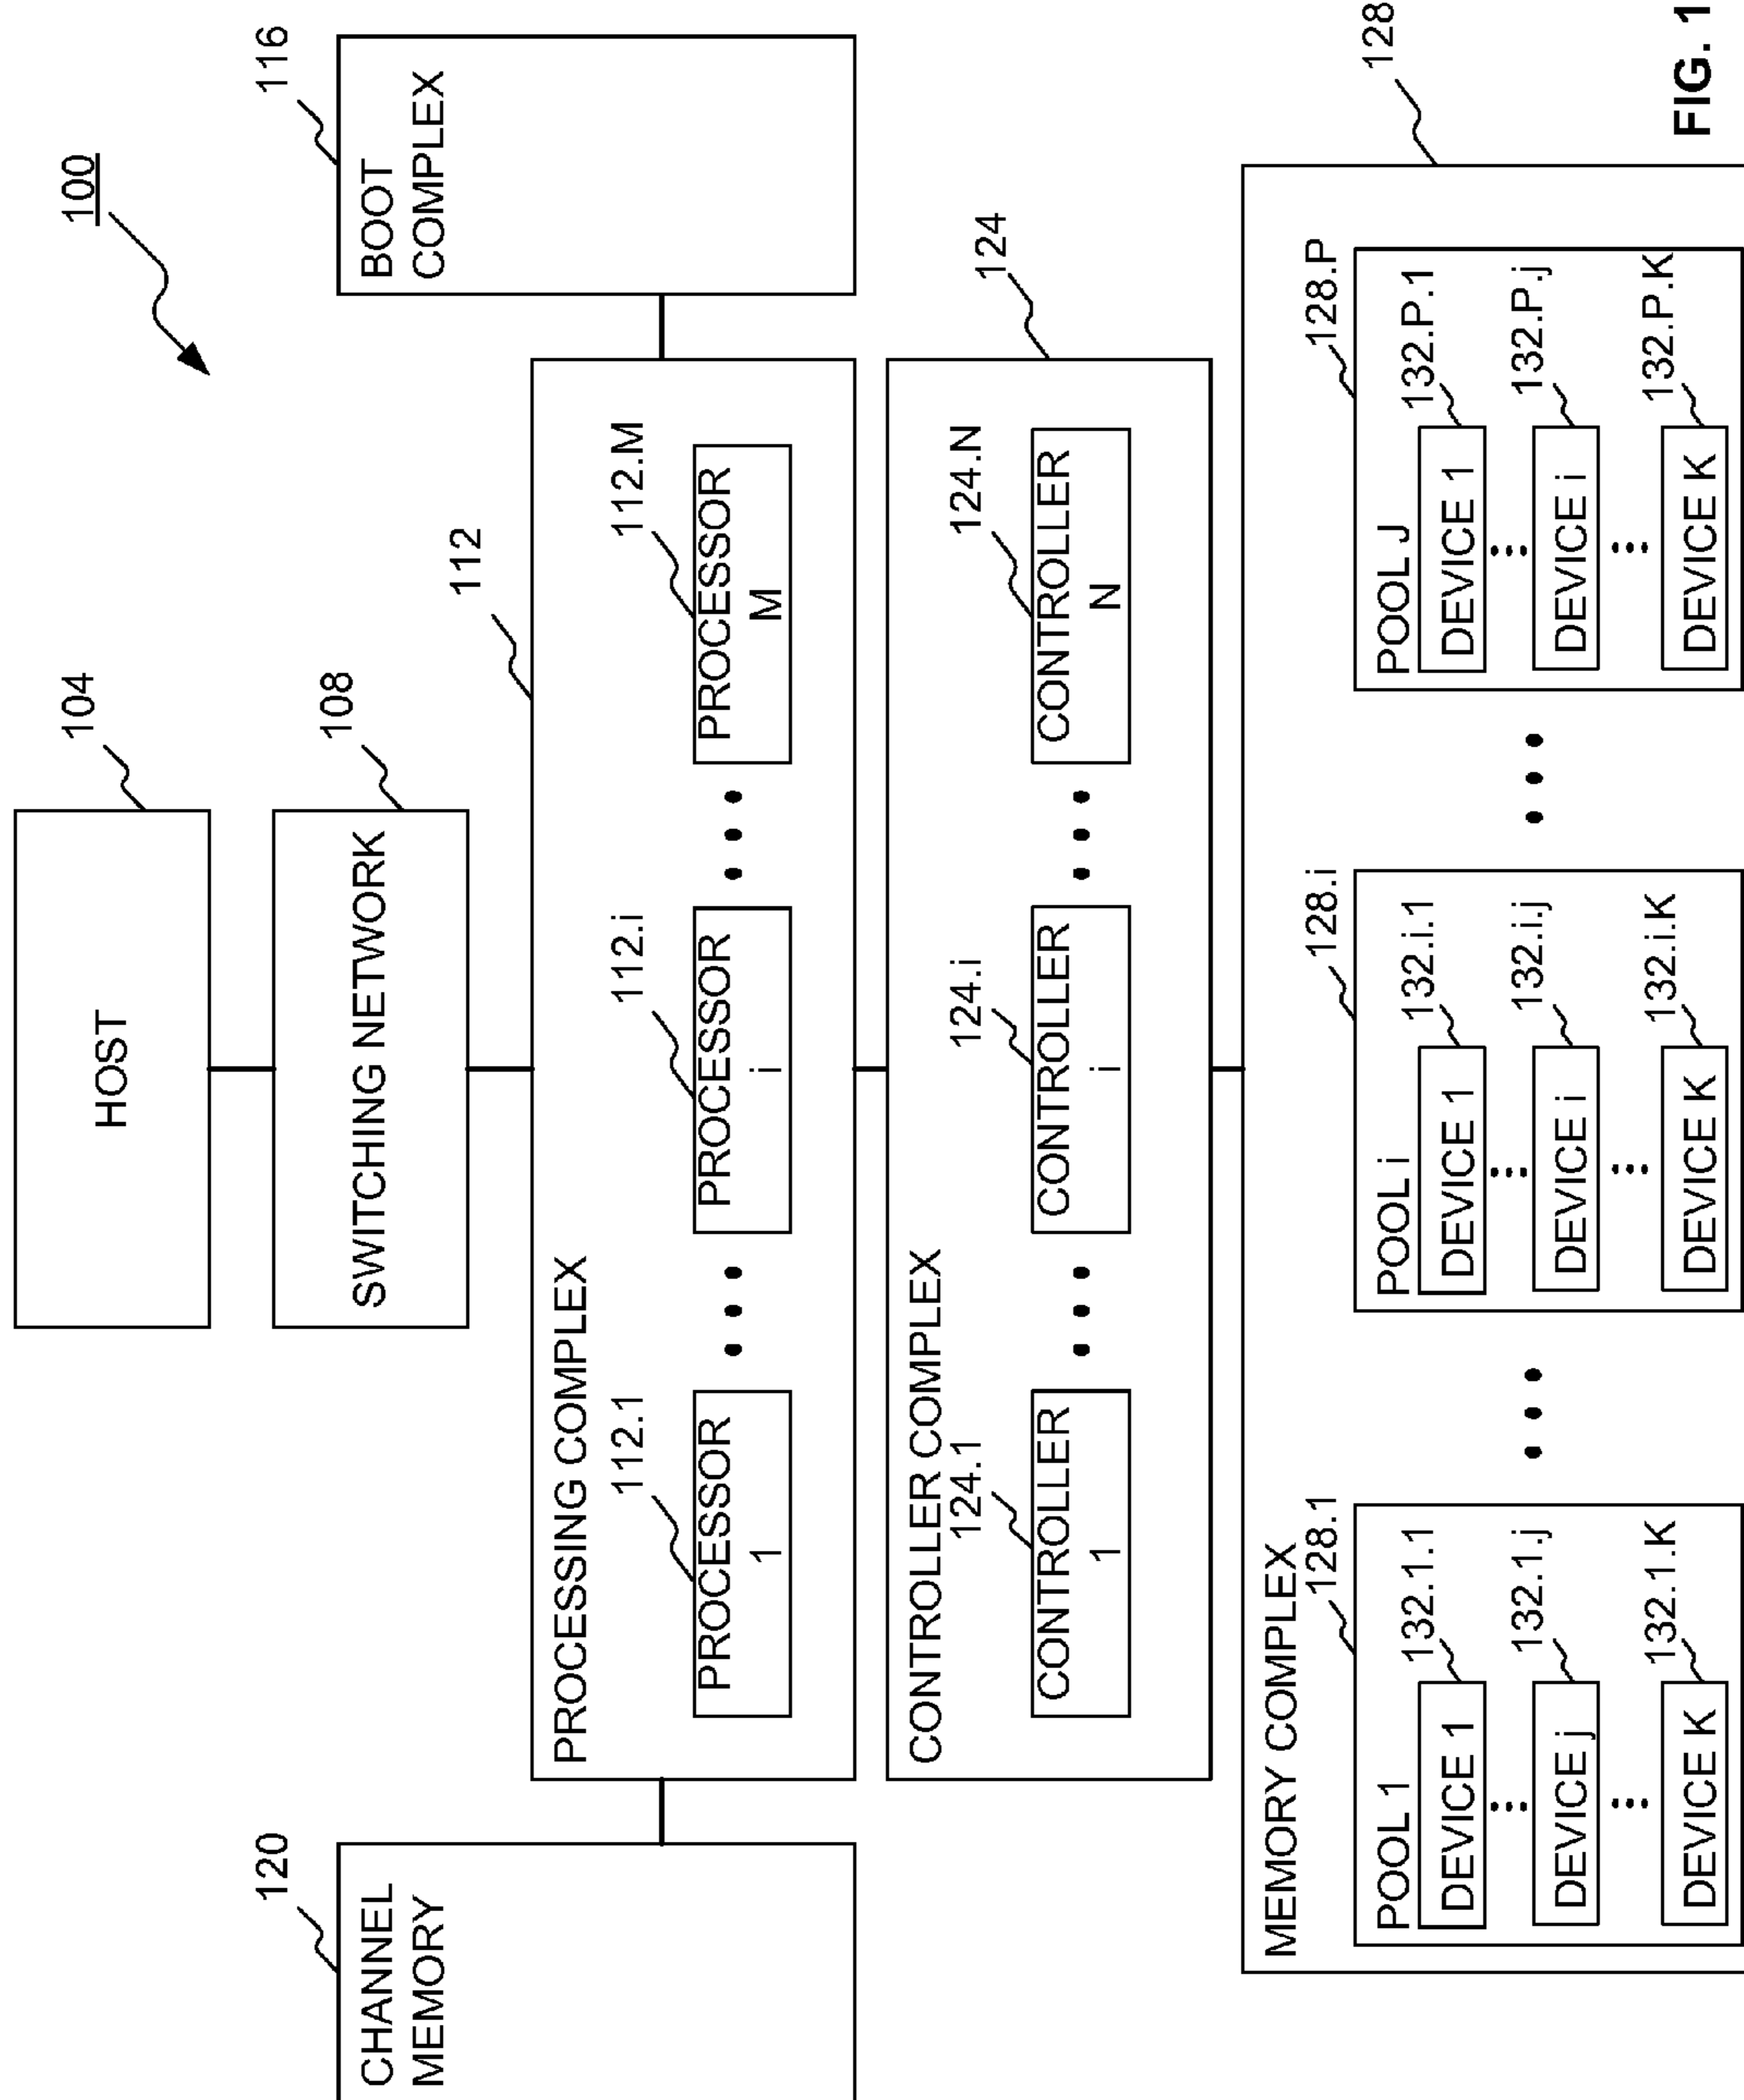 100
104
HOST
108
SWITCHING NETWORK
120
CHANNEL
MEMORY
116
BOOT
COMPLEX
112
PROCESSING COMPLEX
112.1
112.i
112.M
PROCESSOR
1
PROCESSOR
i
PROCESSOR
M
124
CONTROLLER COMPLEX
124.1
124.i
124.N
CONTROLLER
1
CONTROLLER
i
CONTROLLER
N
128
MEMORY COMPLEX
128.1
POOL 1
132.1.1
DEVICE 1
132.1.j
DEVICE j
132.1.K
DEVICE K
128.i
POOL i
132.i.1
DEVICE 1
132.i.j
DEVICE i
132.i.K
DEVICE K
128.P
POOL J
132.P.1
DEVICE 1
132.P.j
DEVICE i
132.P.K
DEVICE K
FIG. 1